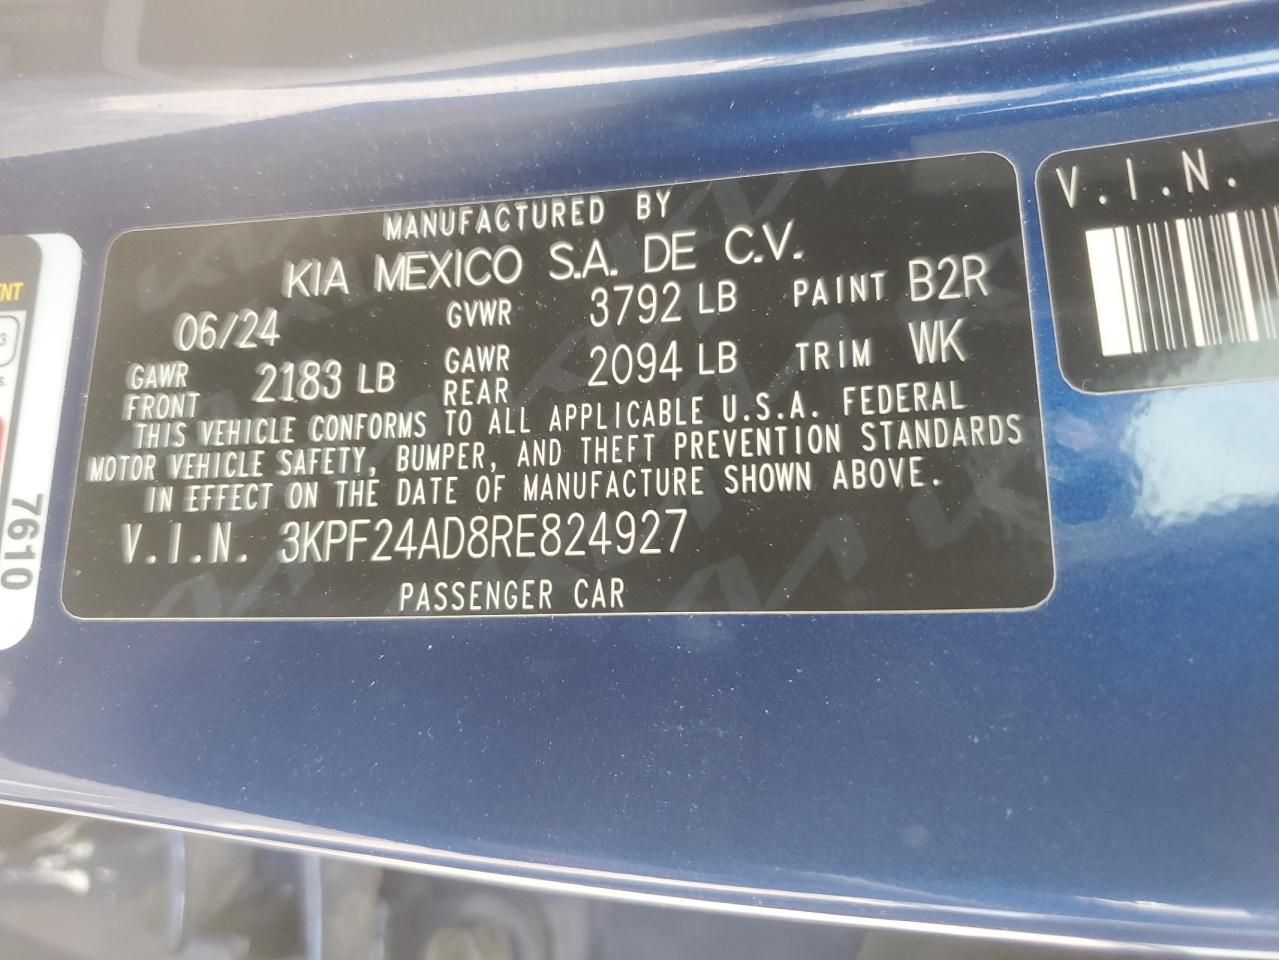 MANUFACTURED BY
KIA MEXICO S.A. DE C.V.
06/24 GVWR 3792 LB PAINT B2R
GAWR FRONT 2183 LB GAWR REAR 2094 LB TRIM WK
THIS VEHICLE CONFORMS TO ALL APPLICABLE U.S.A. FEDERAL
MOTOR VEHICLE SAFETY, BUMPER, AND THEFT PREVENTION STANDARDS
IN EFFECT ON THE DATE OF MANUFACTURE SHOWN ABOVE.
V.I.N. 3KPF24AD8RE824927
PASSENGER CAR
V.I.N.
7610